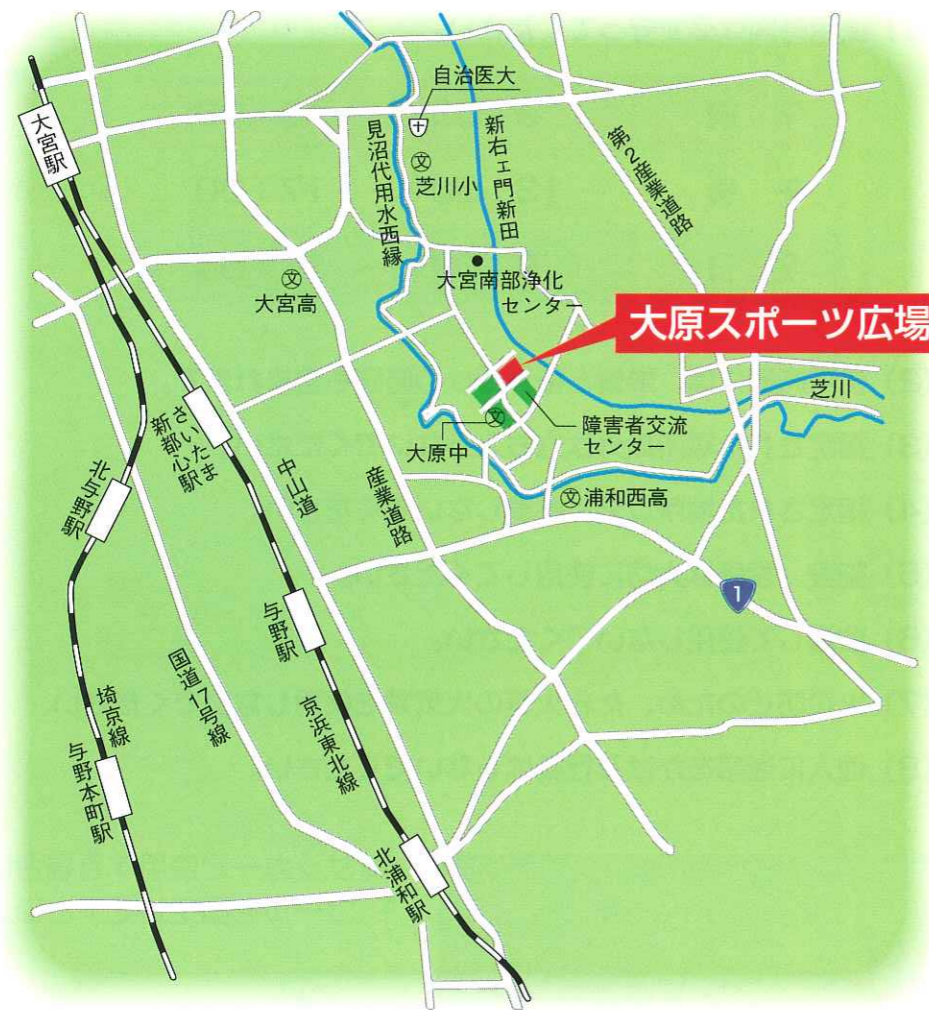 自治医大
大宮駅
見沼代用水西縁
芝川小
新右エ門新田
第2産業道路
大宮高
大宮南部浄化
センター
大原スポーツ広場
芝川
さいたま
新都心駅
北与野駅
中山道
産業道路
大原中
障害者交流
センター
浦和西高
1
与野駅
国道17号線
埼京線
京浜東北線
与野本町駅
北浦和駅
文
文
文
文